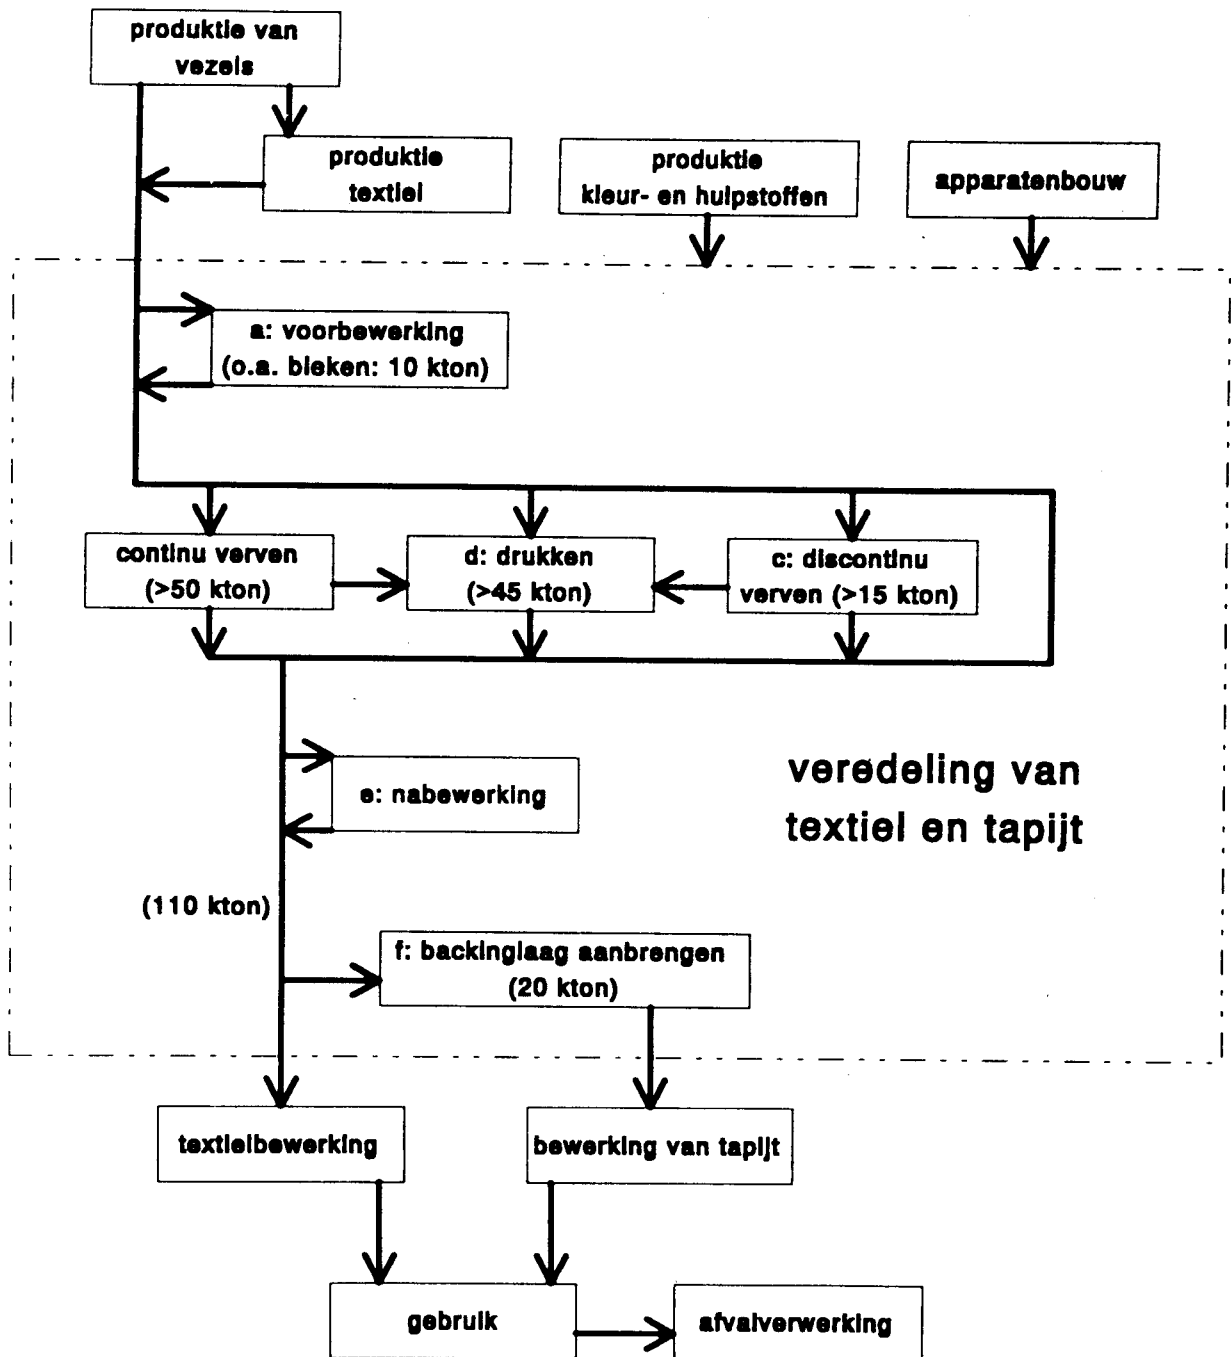 produktie van
vezels
produktie
textiel
produktie
kleur- en hulpstoffen
apparatenbouw
a: voorbewerking
(o.a. bleken: 10 kton)
continu verven
(>50 kton)
d: drukken
(>45 kton)
c: discontinu
verven (>15 kton)
e: nabewerking
veredeling van
textiel en tapijt
(110 kton)
f: backinglaag aanbrengen
(20 kton)
textielbewerking
bewerking van tapijt
gebruik
afvalverwerking